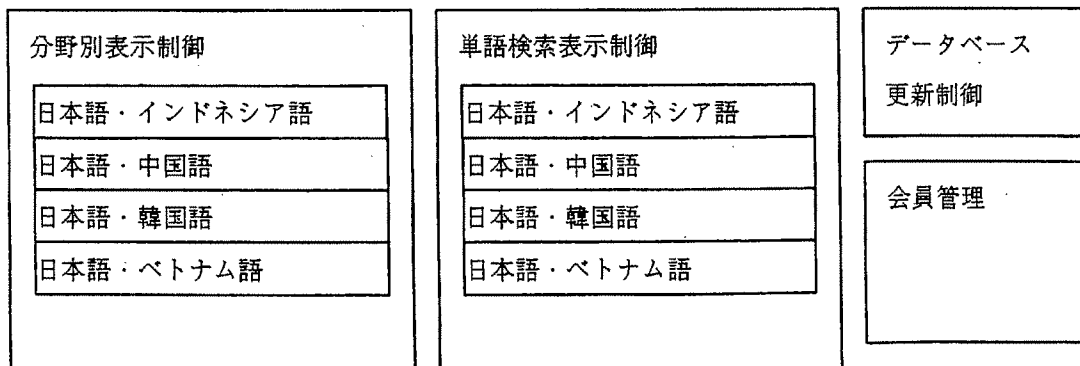 分野別表示制御
日本語・インドネシア語
日本語・中国語
日本語・韓国語
日本語・ベトナム語
単語検索表示制御
日本語・インドネシア語
日本語・中国語
日本語・韓国語
日本語・ベトナム語
データベース
更新制御
会員管理